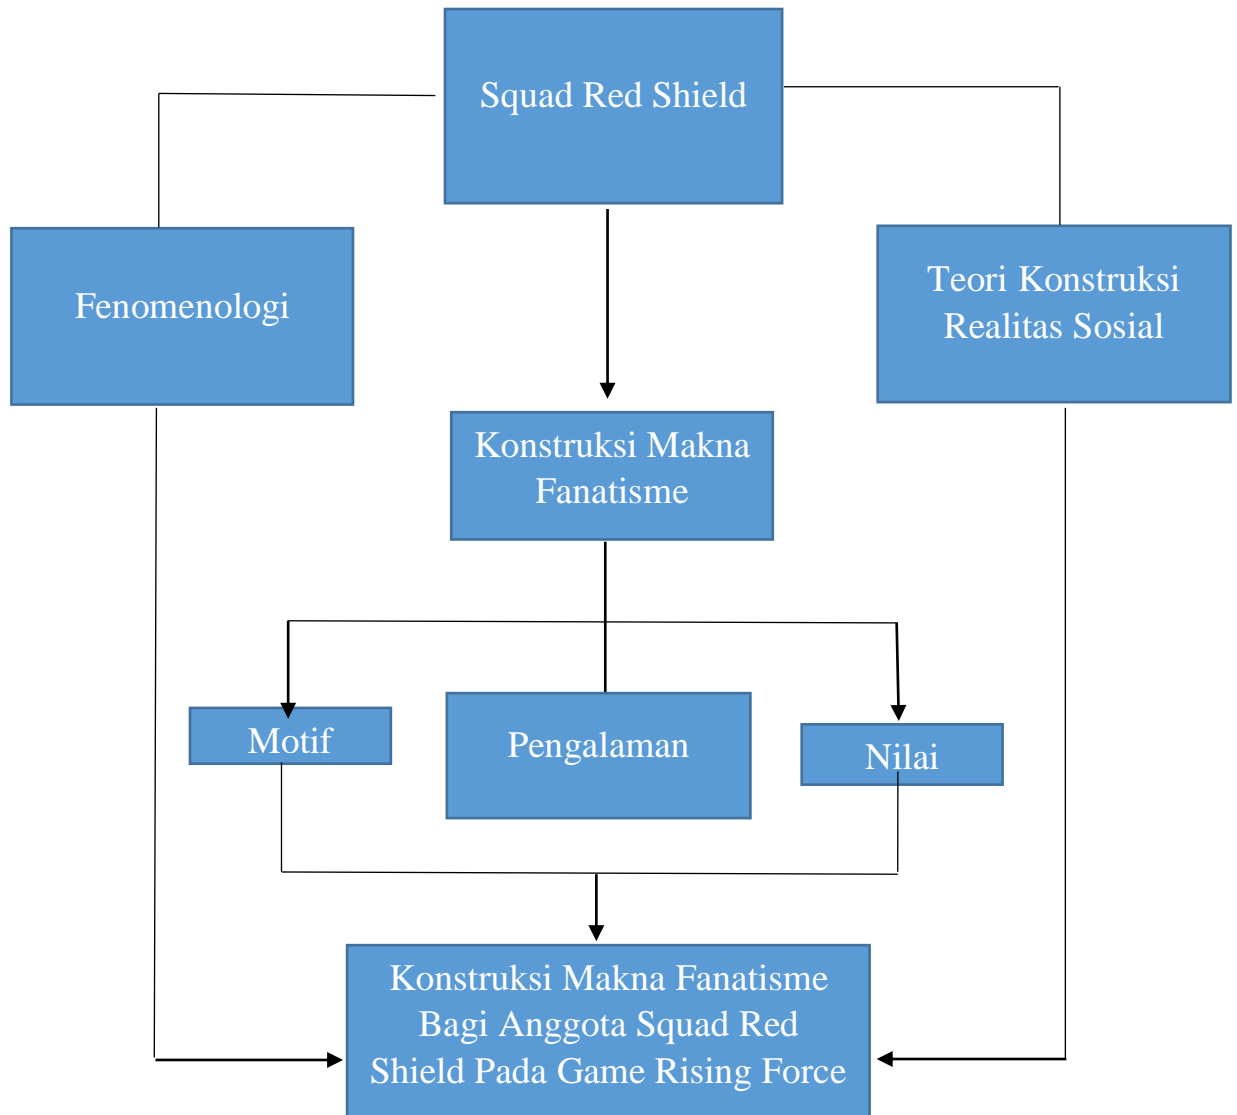 Squad Red Shield
Fenomenologi
Teori Konstruksi
Realitas Sosial
Konstruksi Makna
Fanatisme
Motif
Pengalaman
Nilai
Konstruksi Makna Fanatisme
Bagi Anggota Squad Red
Shield Pada Game Rising Force